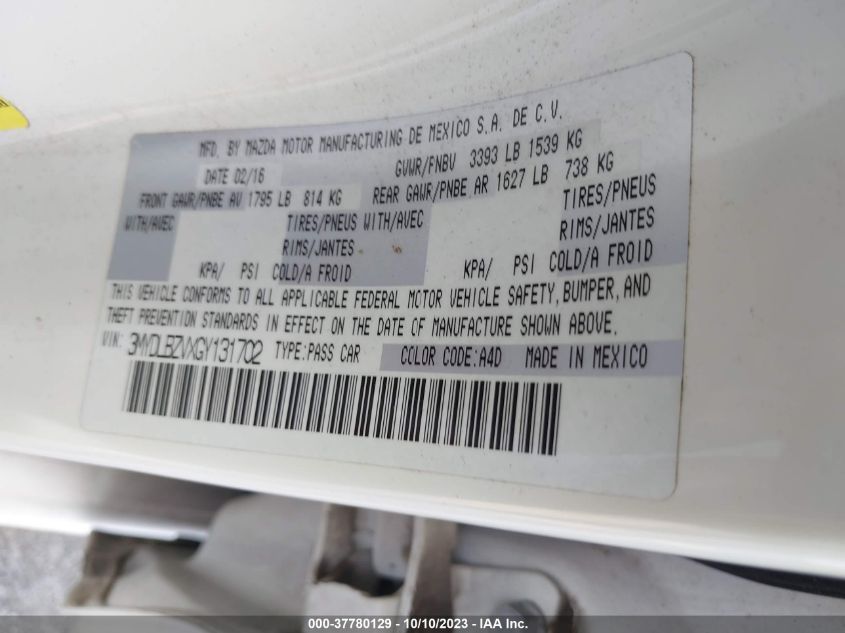 MFD. BY MAZDA MOTOR MANUFACTURING DE MEXICO S.A. DE C.V.
DATE 02/16 GVWR/PNBV 3393 LB 1539 KG
FRONT GAWR/PNBE AV 1795 LB 814 KG REAR GAWR/PNBE AR 1627 LB 738 KG
WITH/AVEC TIRES/PNEUS WITH/AVEC TIRES/PNEUS
RIMS/JANTES RIMS/JANTES
KPA/ PSI COLD/A FROID KPA/ PSI COLD/A FROID
THIS VEHICLE CONFORMS TO ALL APPLICABLE FEDERAL MOTOR VEHICLE SAFETY, BUMPER, AND
THEFT PREVENTION STANDARDS IN EFFECT ON THE DATE OF MANUFACTURE SHOWN ABOVE.
VIN: 3MYDLBZVXGY131702 TYPE:PASS CAR COLOR CODE:A4D MADE IN MEXICO
000-37780129 - 10/10/2023 - IAA Inc.